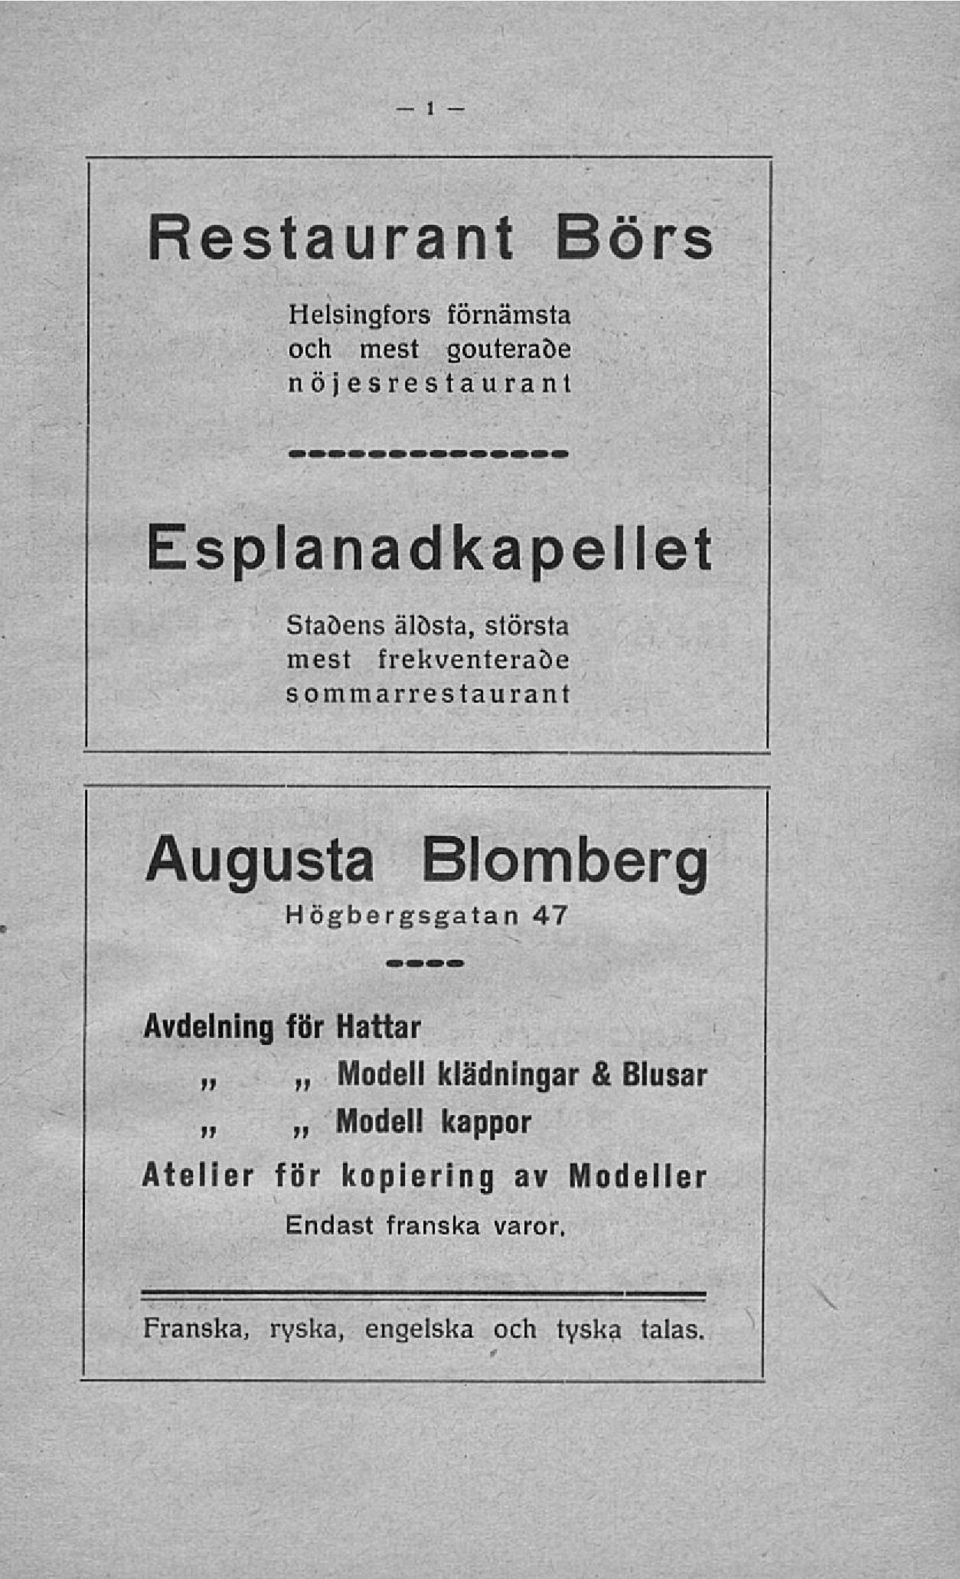 — 1 —
Restaurant Börs
Helsingfors förnämsta
och mest gouterade
nöjesrestaurant
Esplanadkapellet
Stadens äldsta, största
mest frekventerade
sommarrestaurant
Augusta Blomberg
Högbergsgatan 47
Avdelning för Hattar
„ „ Modell klädningar & Blusar
„ „ Modell kappor
Atelier för kopiering av Modeller
Endast franska varor.
Franska, ryska, engelska och tyska talas.